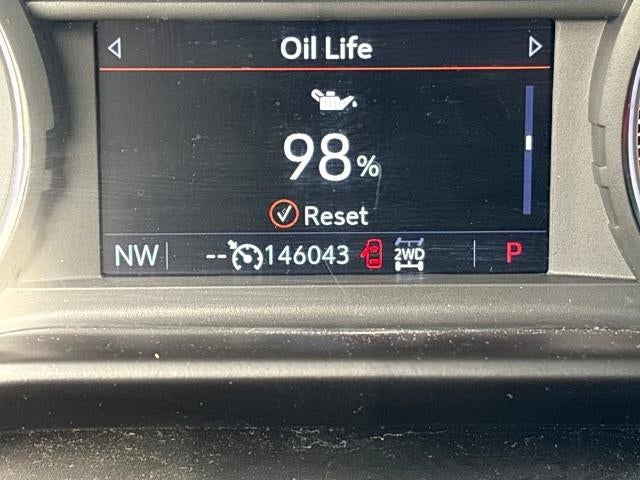 Oil Life
98%
Reset
NW -- 146043 2WD P